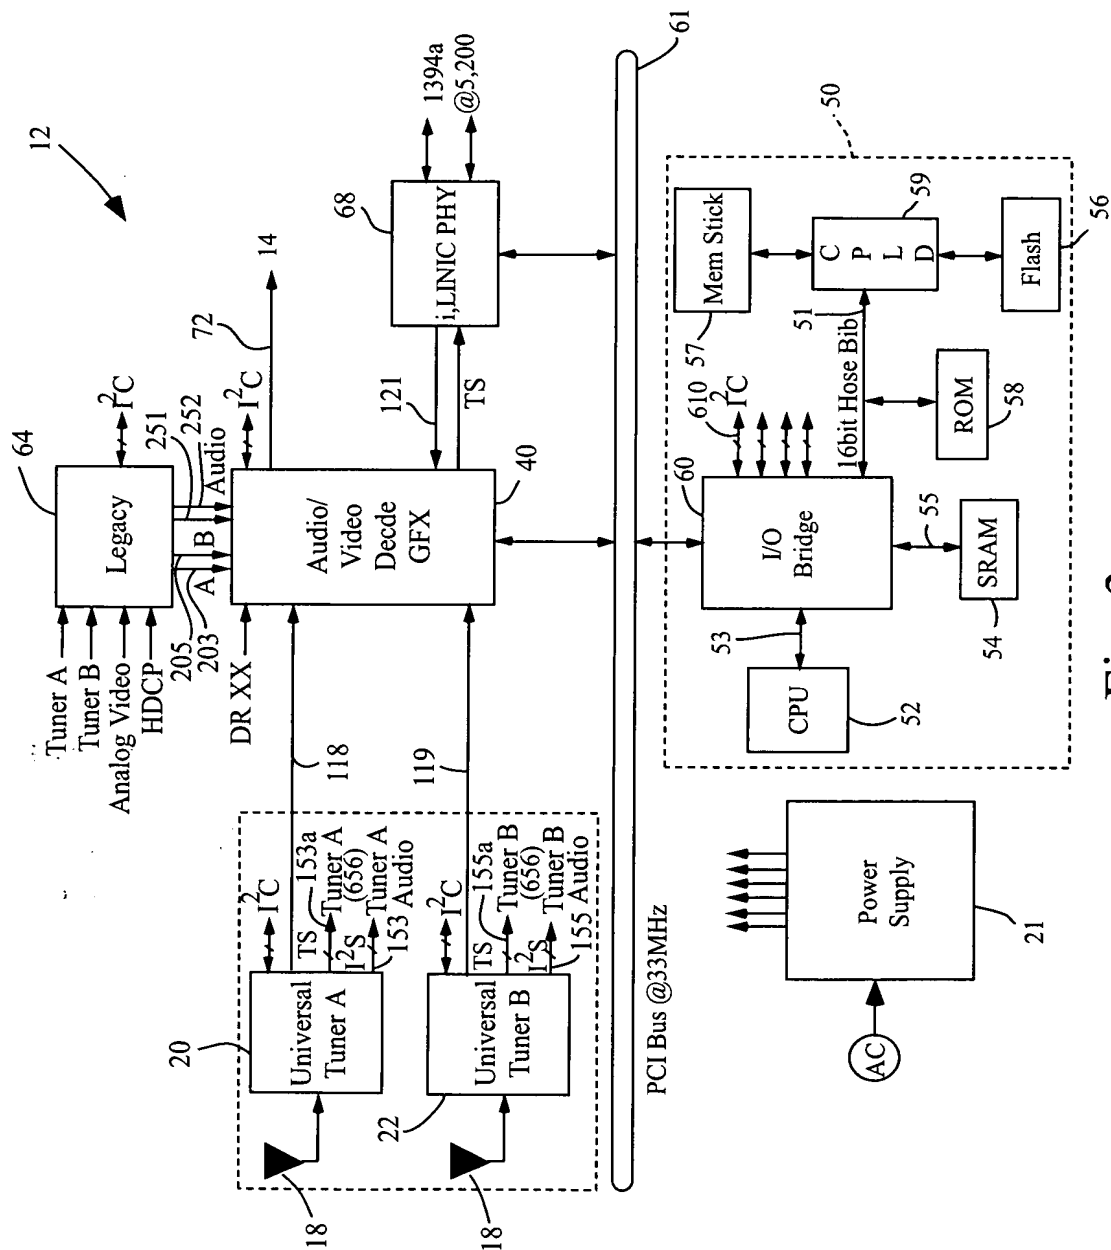 12
64
Legacy
I²C
Tuner A
Tuner B
Analog Video
HDCP
205
203
A
B
251
252
Audio
72
14
I²C
DR XX
Audio/
Video
Decde
GFX
40
68
i,LINIC PHY
1394a
@5,200
121
TS
118
119
20
Universal
Tuner A
I²C
TS
153a
Tuner A
(656)
I²S
Tuner A
Audio
153
22
Universal
Tuner B
I²C
TS
155a
Tuner B
(656)
I²S
Tuner B
155 Audio
18
18
61
PCI Bus @33MHz
50
60
I/O
Bridge
610
I²C
57
Mem Stick
59
C
P
L
D
51
16bit Hose Bib
Flash
56
ROM
58
55
SRAM
54
53
CPU
52
Power
Supply
21
AC